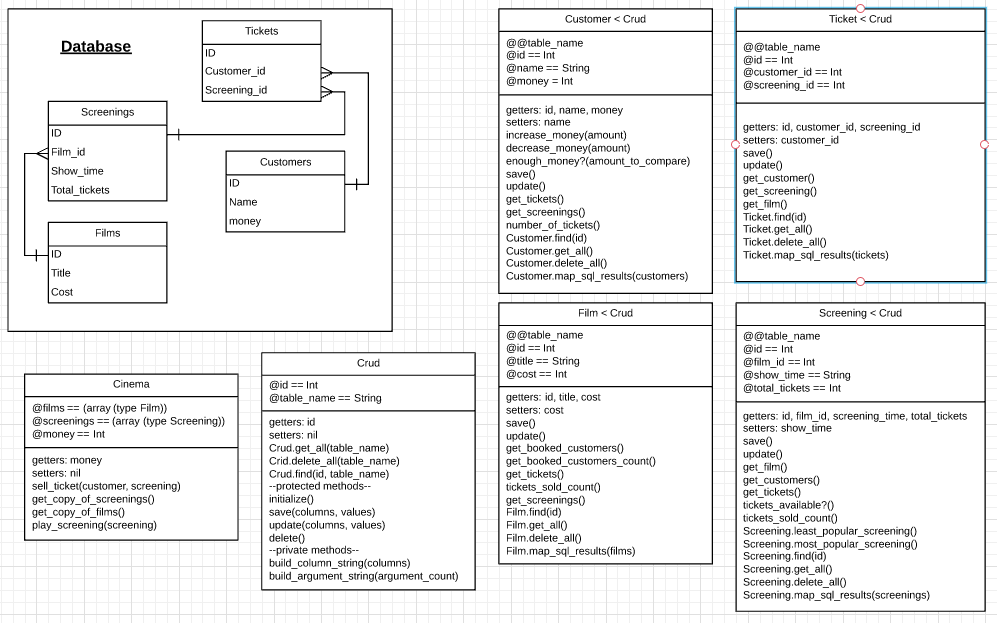 Database
Tickets
ID
Customer_id
Screening_id
Screenings
ID
Film_id
Show_time
Total_tickets
Customers
ID
Name
money
Films
ID
Title
Cost
Customer < Crud
@@table_name
@id == Int
@name == String
@money = Int
getters: id, name, money
setters: name
increase_money(amount)
decrease_money(amount)
enough_money?(amount_to_compare)
save()
update()
get_tickets()
get_screenings()
number_of_tickets()
Customer.find(id)
Customer.get_all()
Customer.delete_all()
Customer.map_sql_results(customers)
Ticket < Crud
@@table_name
@id == Int
@customer_id == Int
@screening_id == Int
getters: id, customer_id, screening_id
setters: customer_id
save()
update()
get_customer()
get_screening()
get_film()
Ticket.find(id)
Ticket.get_all()
Ticket.delete_all()
Ticket.map_sql_results(tickets)
Cinema
@films == (array (type Film))
@screenings == (array (type Screening))
@money == Int
getters: money
setters: nil
sell_ticket(customer, screening)
get_copy_of_screenings()
get_copy_of_films()
play_screening(screening)
Crud
@id == Int
@table_name == String
getters: id
setters: nil
Crud.get_all(table_name)
Crid.delete_all(table_name)
Crud.find(id, table_name)
--protected methods--
initialize()
save(columns, values)
update(columns, values)
delete()
--private methods--
build_column_string(columns)
build_argument_string(argument_count)
Film < Crud
@@table_name
@id == Int
@title == String
@cost == Int
getters: id, title, cost
setters: cost
save()
update()
get_booked_customers()
get_booked_customers_count()
get_tickets()
tickets_sold_count()
get_screenings()
Film.find(id)
Film.get_all()
Film.delete_all()
Film.map_sql_results(films)
Screening < Crud
@@table_name
@id == Int
@film_id == Int
@show_time == String
@total_tickets == Int
getters: id, film_id, screening_time, total_tickets
setters: show_time
save()
update()
get_film()
get_customers()
get_tickets()
tickets_available?()
tickets_sold_count()
Screening.least_popular_screening()
Screening.most_popular_screening()
Screening.find(id)
Screening.get_all()
Screening.delete_all()
Screening.map_sql_results(screenings)